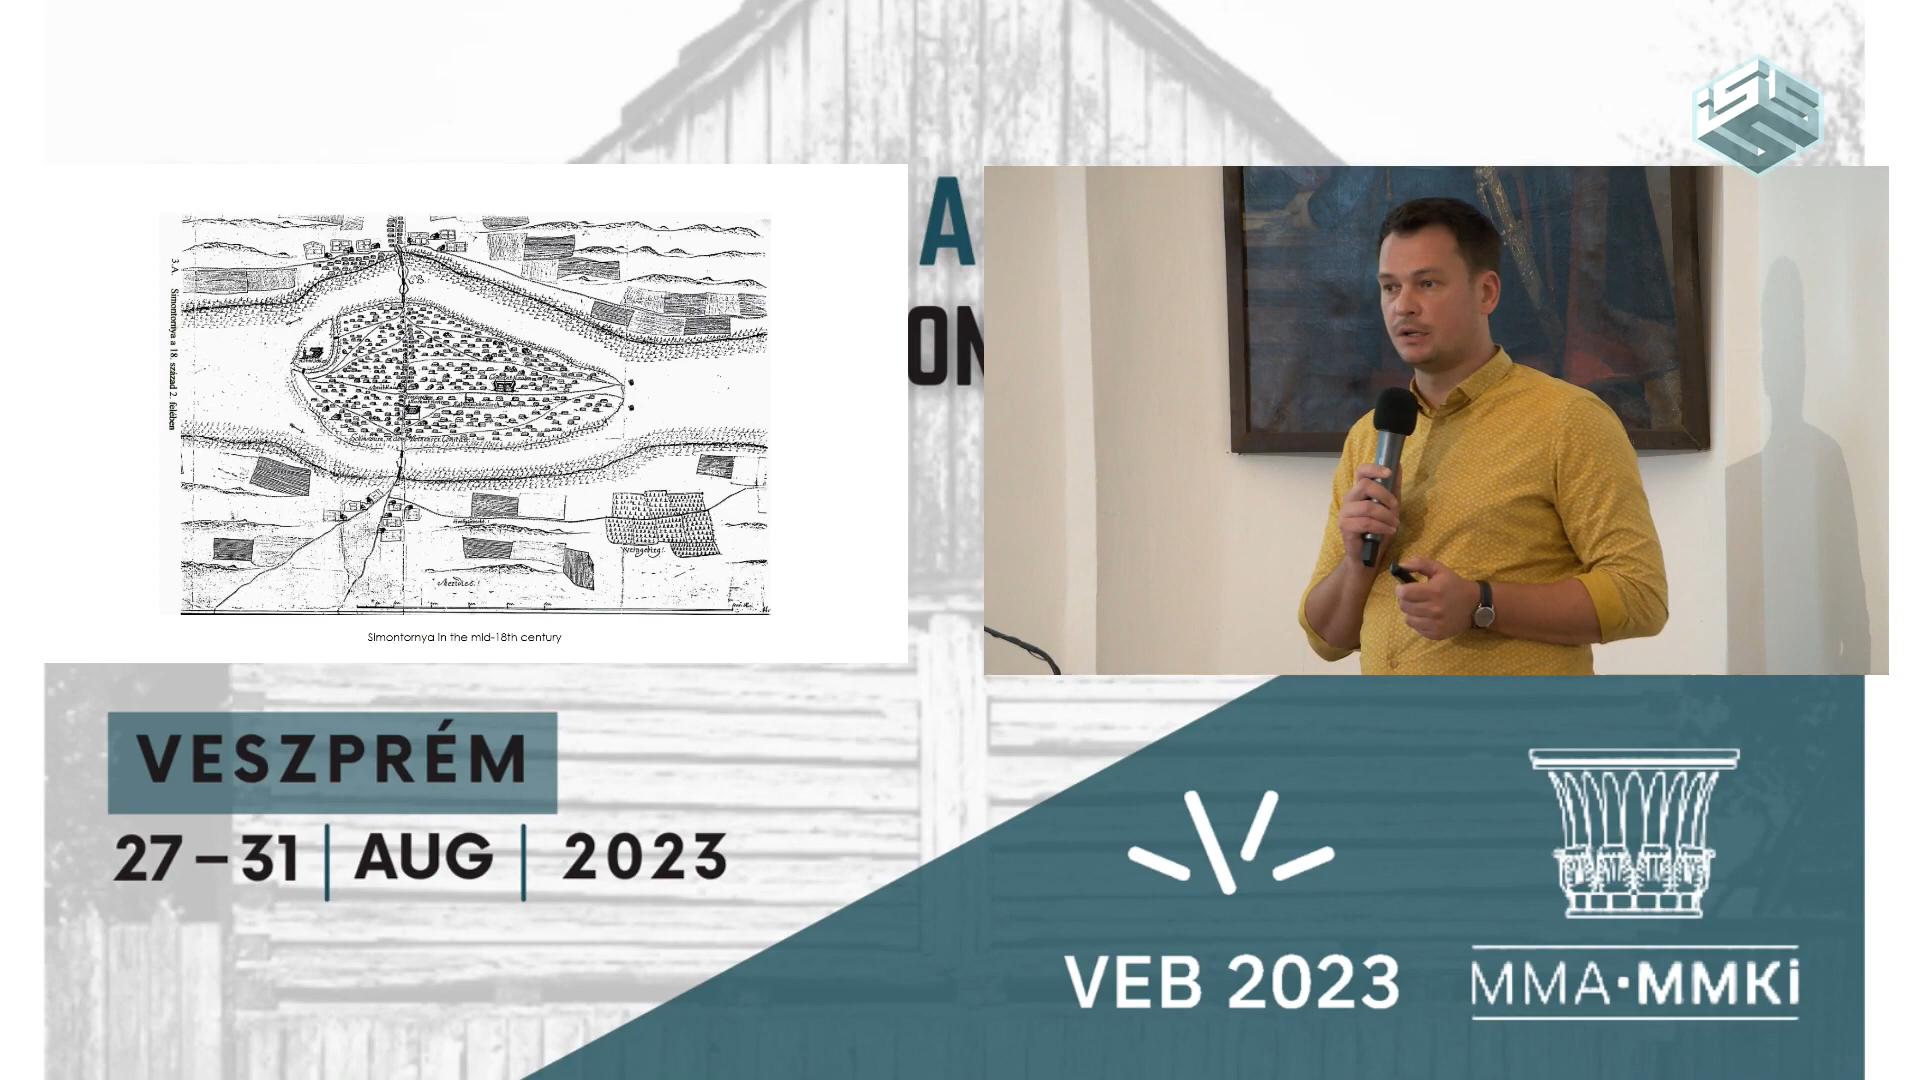 A
ON
3.A. Simontornya a 18. század 2. felében
Simontornya in the mid-18th century
VESZPRÉM
27–31 | AUG | 2023
VEB 2023
MMA·MMKi